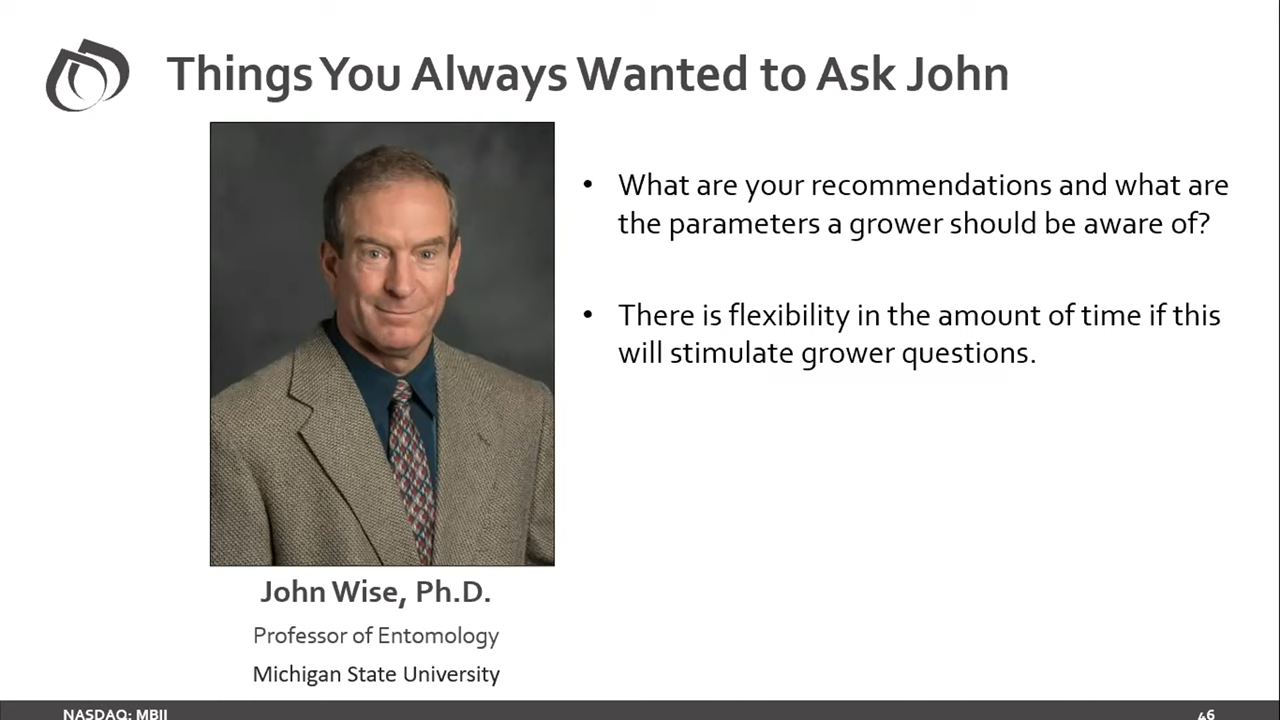 Things You Always Wanted to Ask John
• What are your recommendations and what are
the parameters a grower should be aware of?
• There is flexibility in the amount of time if this
will stimulate grower questions.
John Wise, Ph.D.
Professor of Entomology
Michigan State University
NASDAQ: MBII
46